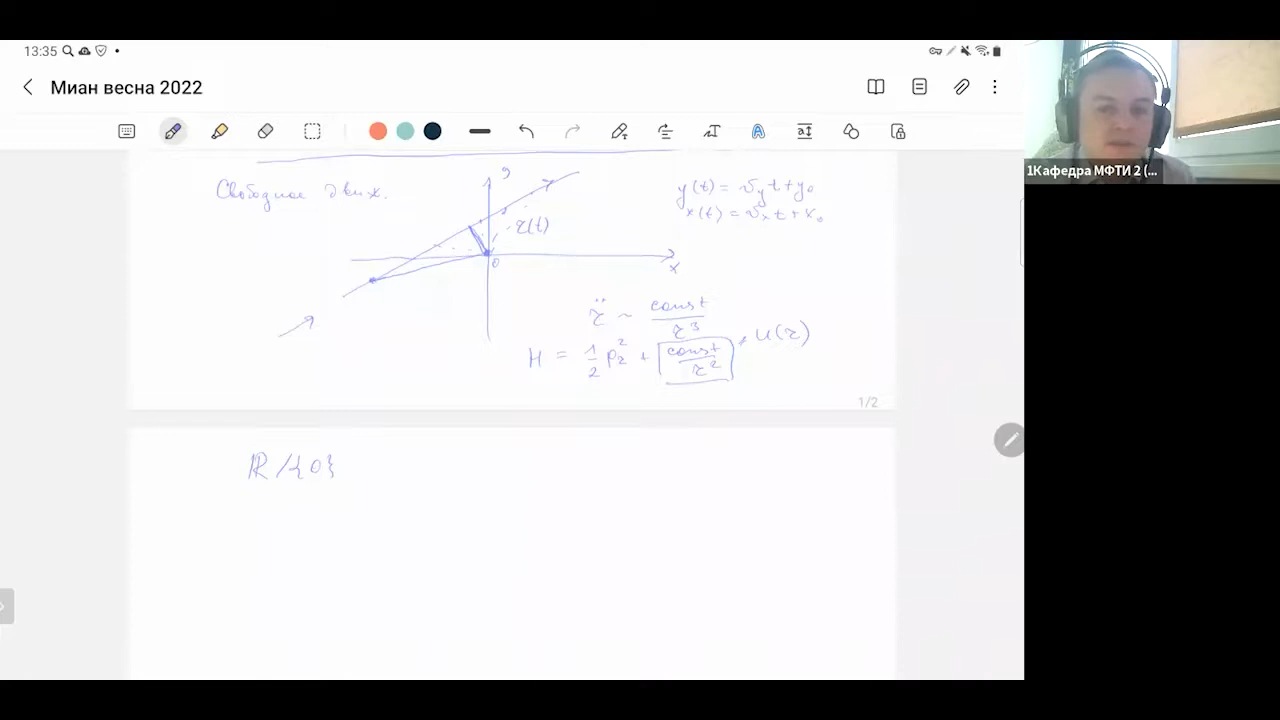 13:35
Миан весна 2022
1Кафедра МФТИ 2 (...
Свободное движ.
y
y(t) = v_y t + y_0
x(t) = v_x t + x_0
r(t)
0
x
r̈ ~ const / r^3
H = 1/2 p_r^2 + const / r^2 + U(r)
1/2
ℝ /{0}